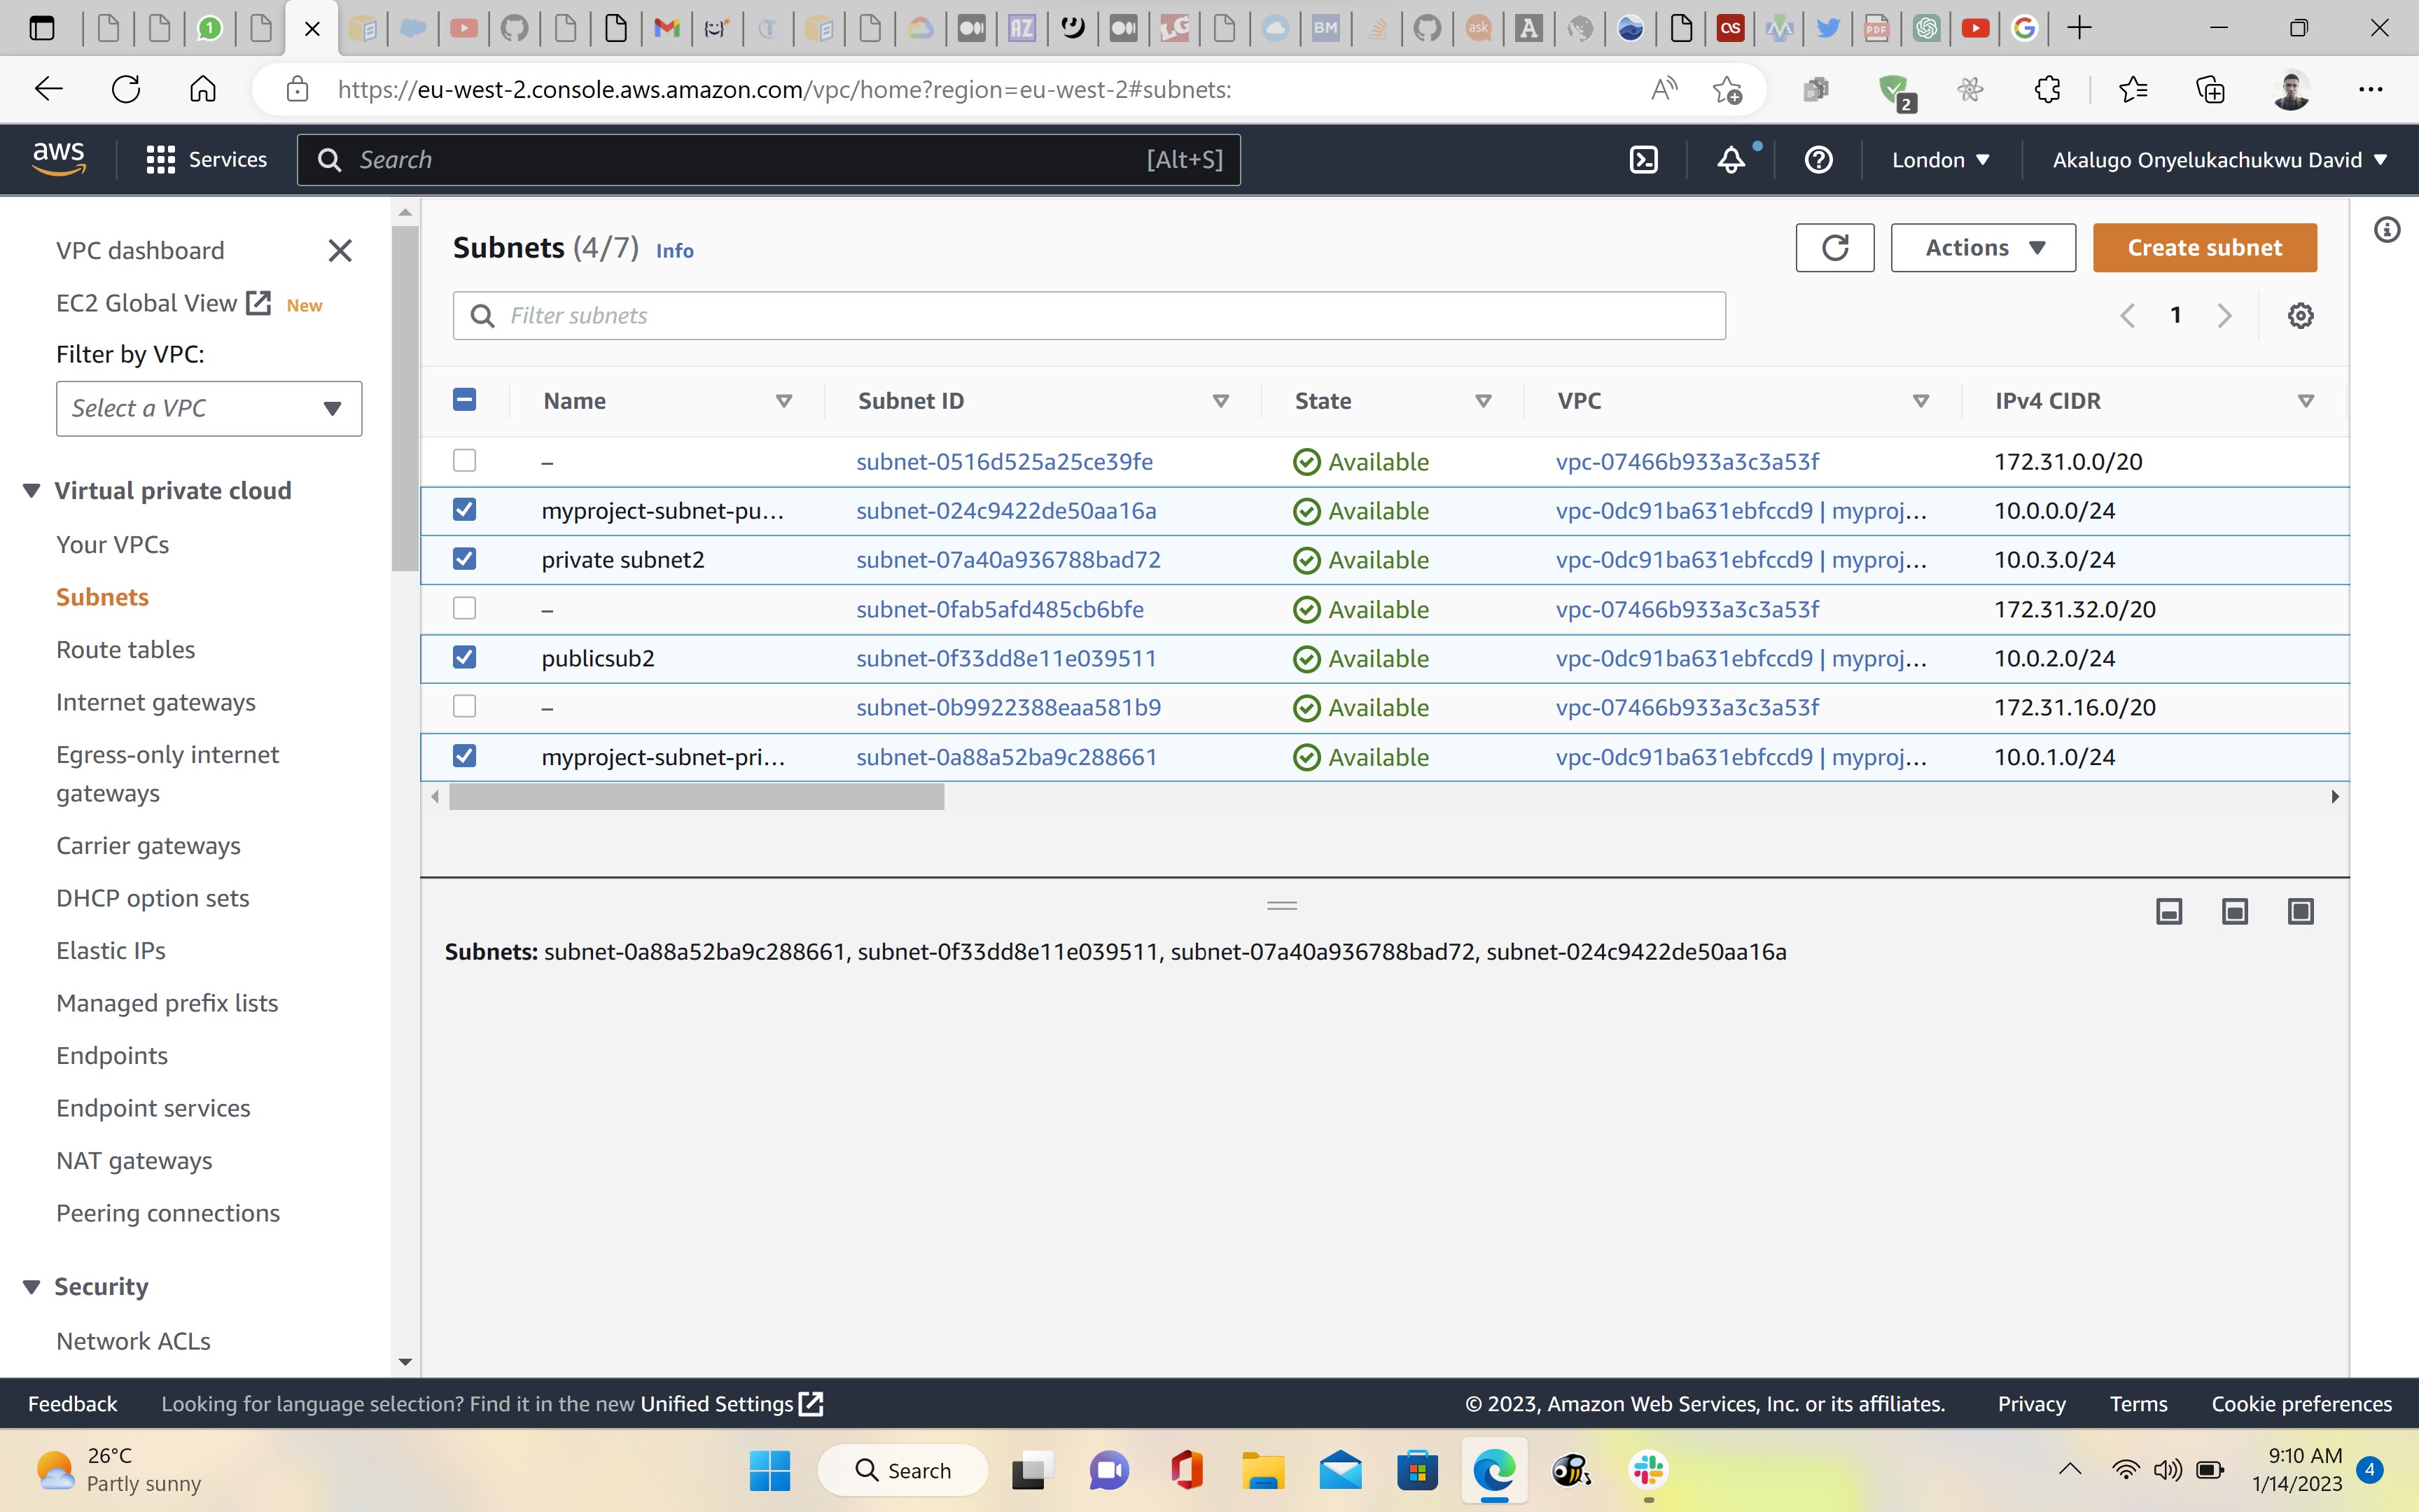 1
https://eu-west-2.console.aws.amazon.com/vpc/home?region=eu-west-2#subnets:
2
aws Services Search [Alt+S] London Akalugo Onyelukachukwu David
VPC dashboard
EC2 Global View New
Filter by VPC:
Select a VPC
Virtual private cloud
Your VPCs
Subnets
Route tables
Internet gateways
Egress-only internet
gateways
Carrier gateways
DHCP option sets
Elastic IPs
Managed prefix lists
Endpoints
Endpoint services
NAT gateways
Peering connections
Security
Network ACLs
Subnets (4/7) Info Actions Create subnet
Filter subnets 1
Name Subnet ID State VPC IPv4 CIDR
– subnet-0516d525a25ce39fe Available vpc-07466b933a3c3a53f 172.31.0.0/20
myproject-subnet-pu... subnet-024c9422de50aa16a Available vpc-0dc91ba631ebfccd9 | myproj... 10.0.0.0/24
private subnet2 subnet-07a40a936788bad72 Available vpc-0dc91ba631ebfccd9 | myproj... 10.0.3.0/24
– subnet-0fab5afd485cb6bfe Available vpc-07466b933a3c3a53f 172.31.32.0/20
publicsub2 subnet-0f33dd8e11e039511 Available vpc-0dc91ba631ebfccd9 | myproj... 10.0.2.0/24
– subnet-0b9922388eaa581b9 Available vpc-07466b933a3c3a53f 172.31.16.0/20
myproject-subnet-pri... subnet-0a88a52ba9c288661 Available vpc-0dc91ba631ebfccd9 | myproj... 10.0.1.0/24
Subnets: subnet-0a88a52ba9c288661, subnet-0f33dd8e11e039511, subnet-07a40a936788bad72, subnet-024c9422de50aa16a
Feedback Looking for language selection? Find it in the new Unified Settings © 2023, Amazon Web Services, Inc. or its affiliates. Privacy Terms Cookie preferences
26°C
Partly sunny
Search
9:10 AM
1/14/2023
4